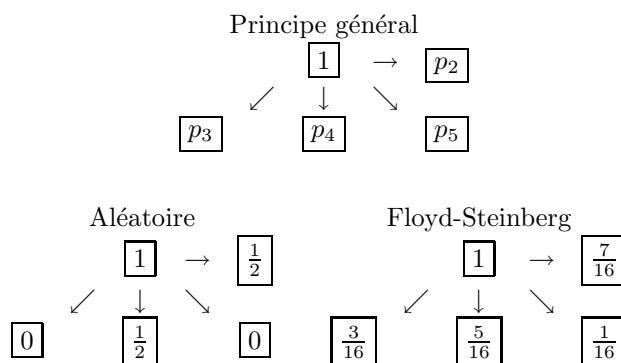 Principe général
1 → p₂
↙ ↓ ↘
p₃ p₄ p₅
Aléatoire
1 → 1/2
↙ ↓ ↘
0 1/2 0
Floyd-Steinberg
1 → 7/16
↙ ↓ ↘
3/16 5/16 1/16